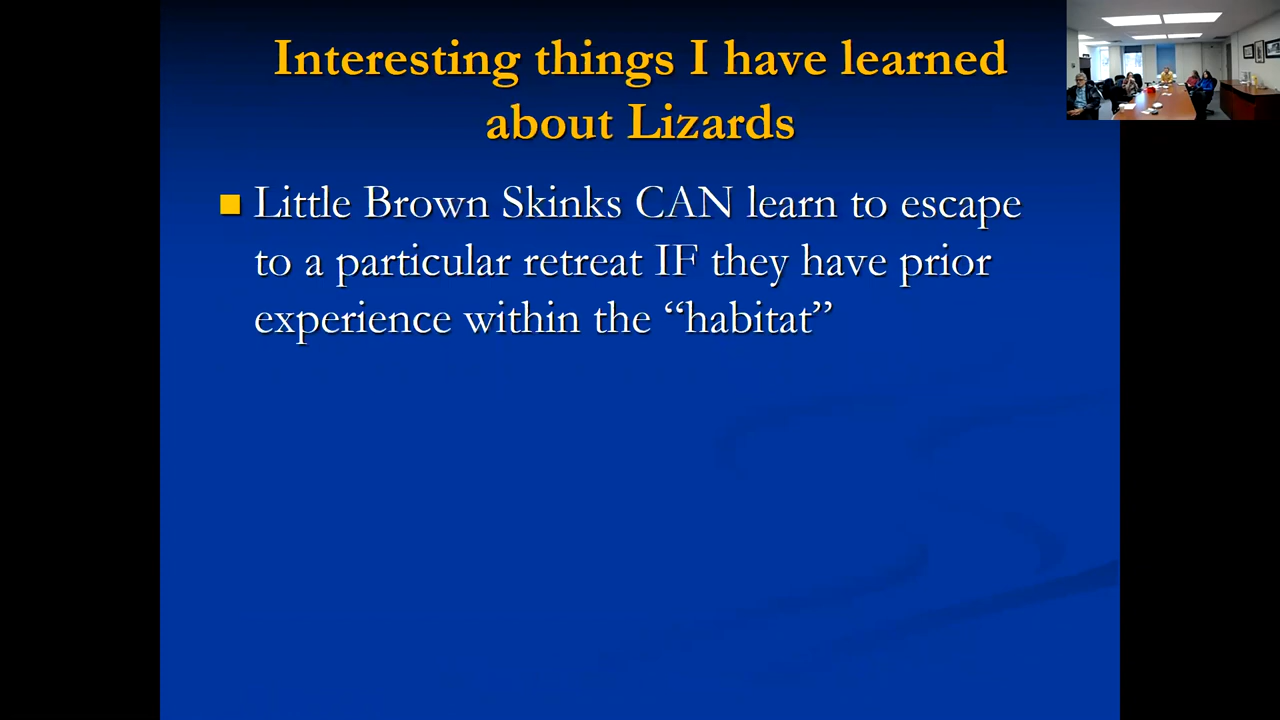 Interesting things I have learned
about Lizards
Little Brown Skinks CAN learn to escape
to a particular retreat IF they have prior
experience within the “habitat”